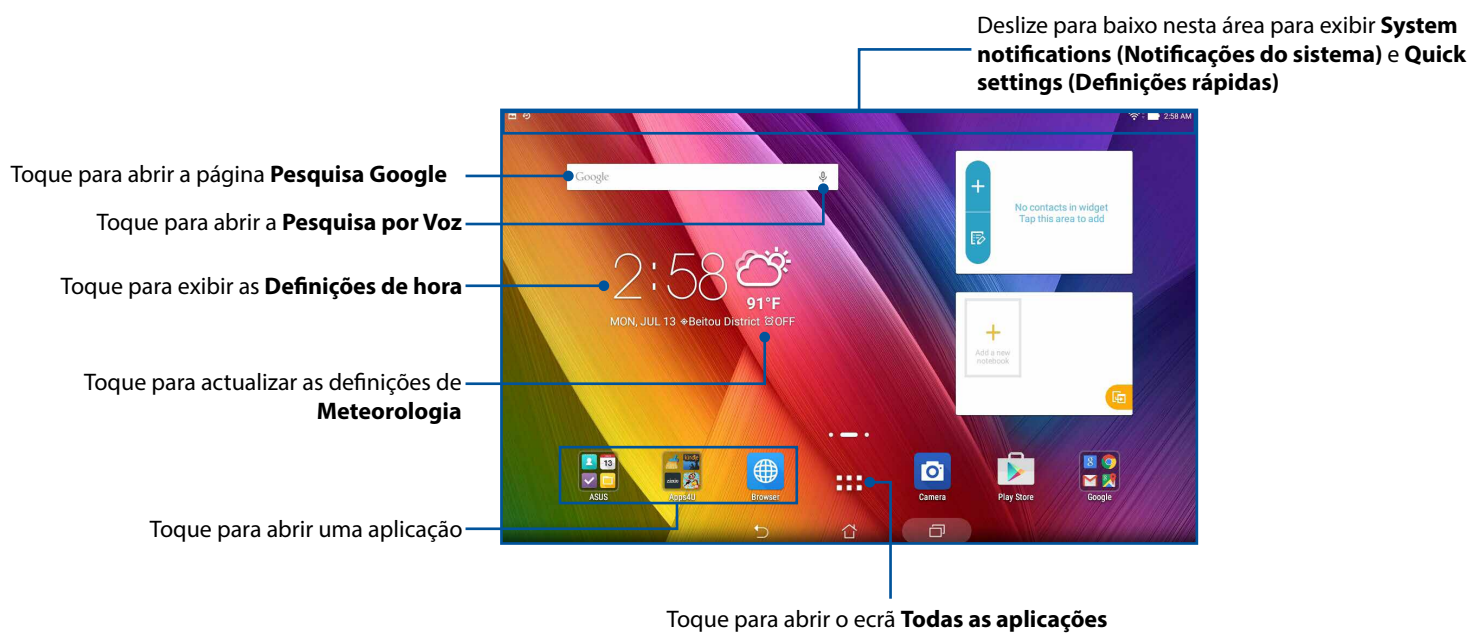 Deslize para baixo nesta área para exibir System
notifications (Notificações do sistema) e Quick
settings (Definições rápidas)
2:58 AM
Toque para abrir a página Pesquisa Google
Google
Toque para abrir a Pesquisa por Voz
No contacts in widget
Tap this area to add
Toque para exibir as Definições de hora
2:58
91°F
MON, JUL 13 Beitou District OFF
Add a new
notebook
Toque para actualizar as definições de
Meteorologia
13
kindle
zinio
8
ASUS
Apps4U
Browser
Camera
Play Store
Google
Toque para abrir uma aplicação
Toque para abrir o ecrã Todas as aplicações